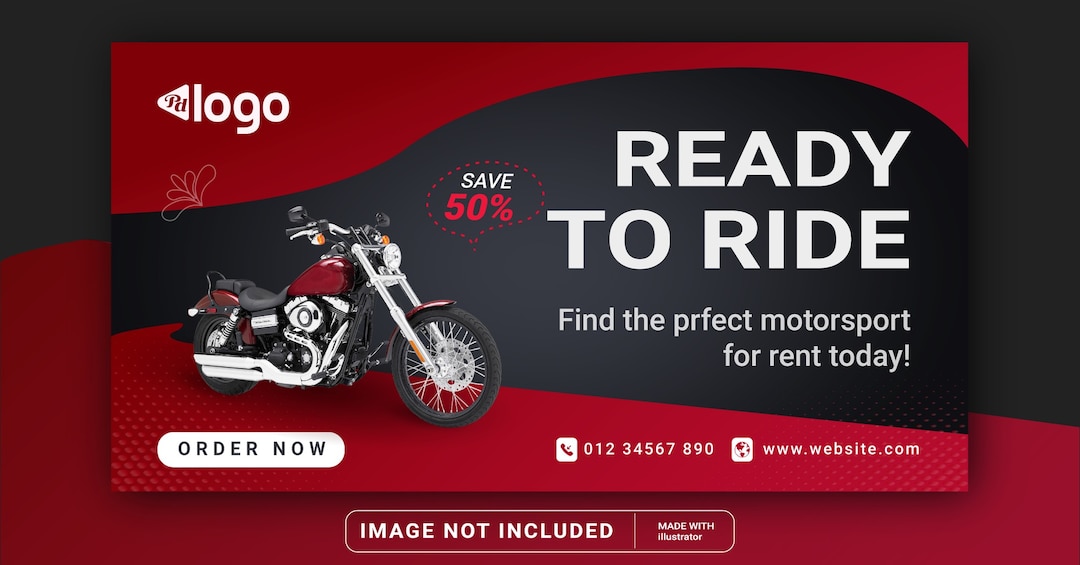 Pd logo
SAVE
50%
READY
TO RIDE
Find the prfect motorsport
for rent today!
ORDER NOW
012 34567 890
www.website.com
IMAGE NOT INCLUDED
MADE WITH
illustrator